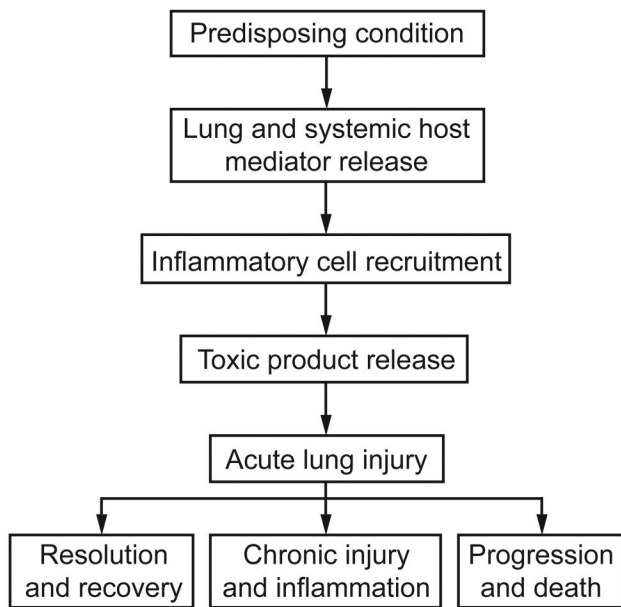 Predisposing condition
Lung and systemic host
mediator release
Inflammatory cell recruitment
Toxic product release
Acute lung injury
Resolution
and recovery
Chronic injury
and inflammation
Progression
and death